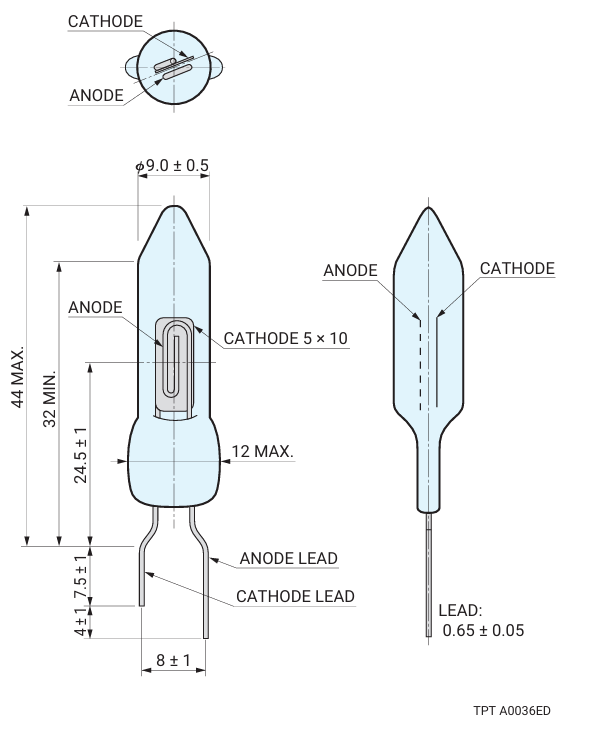 CATHODE
ANODE
ϕ9.0 ± 0.5
ANODE
CATHODE 5 × 10
44 MAX.
32 MIN.
24.5 ± 1
12 MAX.
7.5 ± 1
4 ± 1
ANODE LEAD
CATHODE LEAD
8 ± 1
ANODE
CATHODE
LEAD:
0.65 ± 0.05
TPT A0036ED